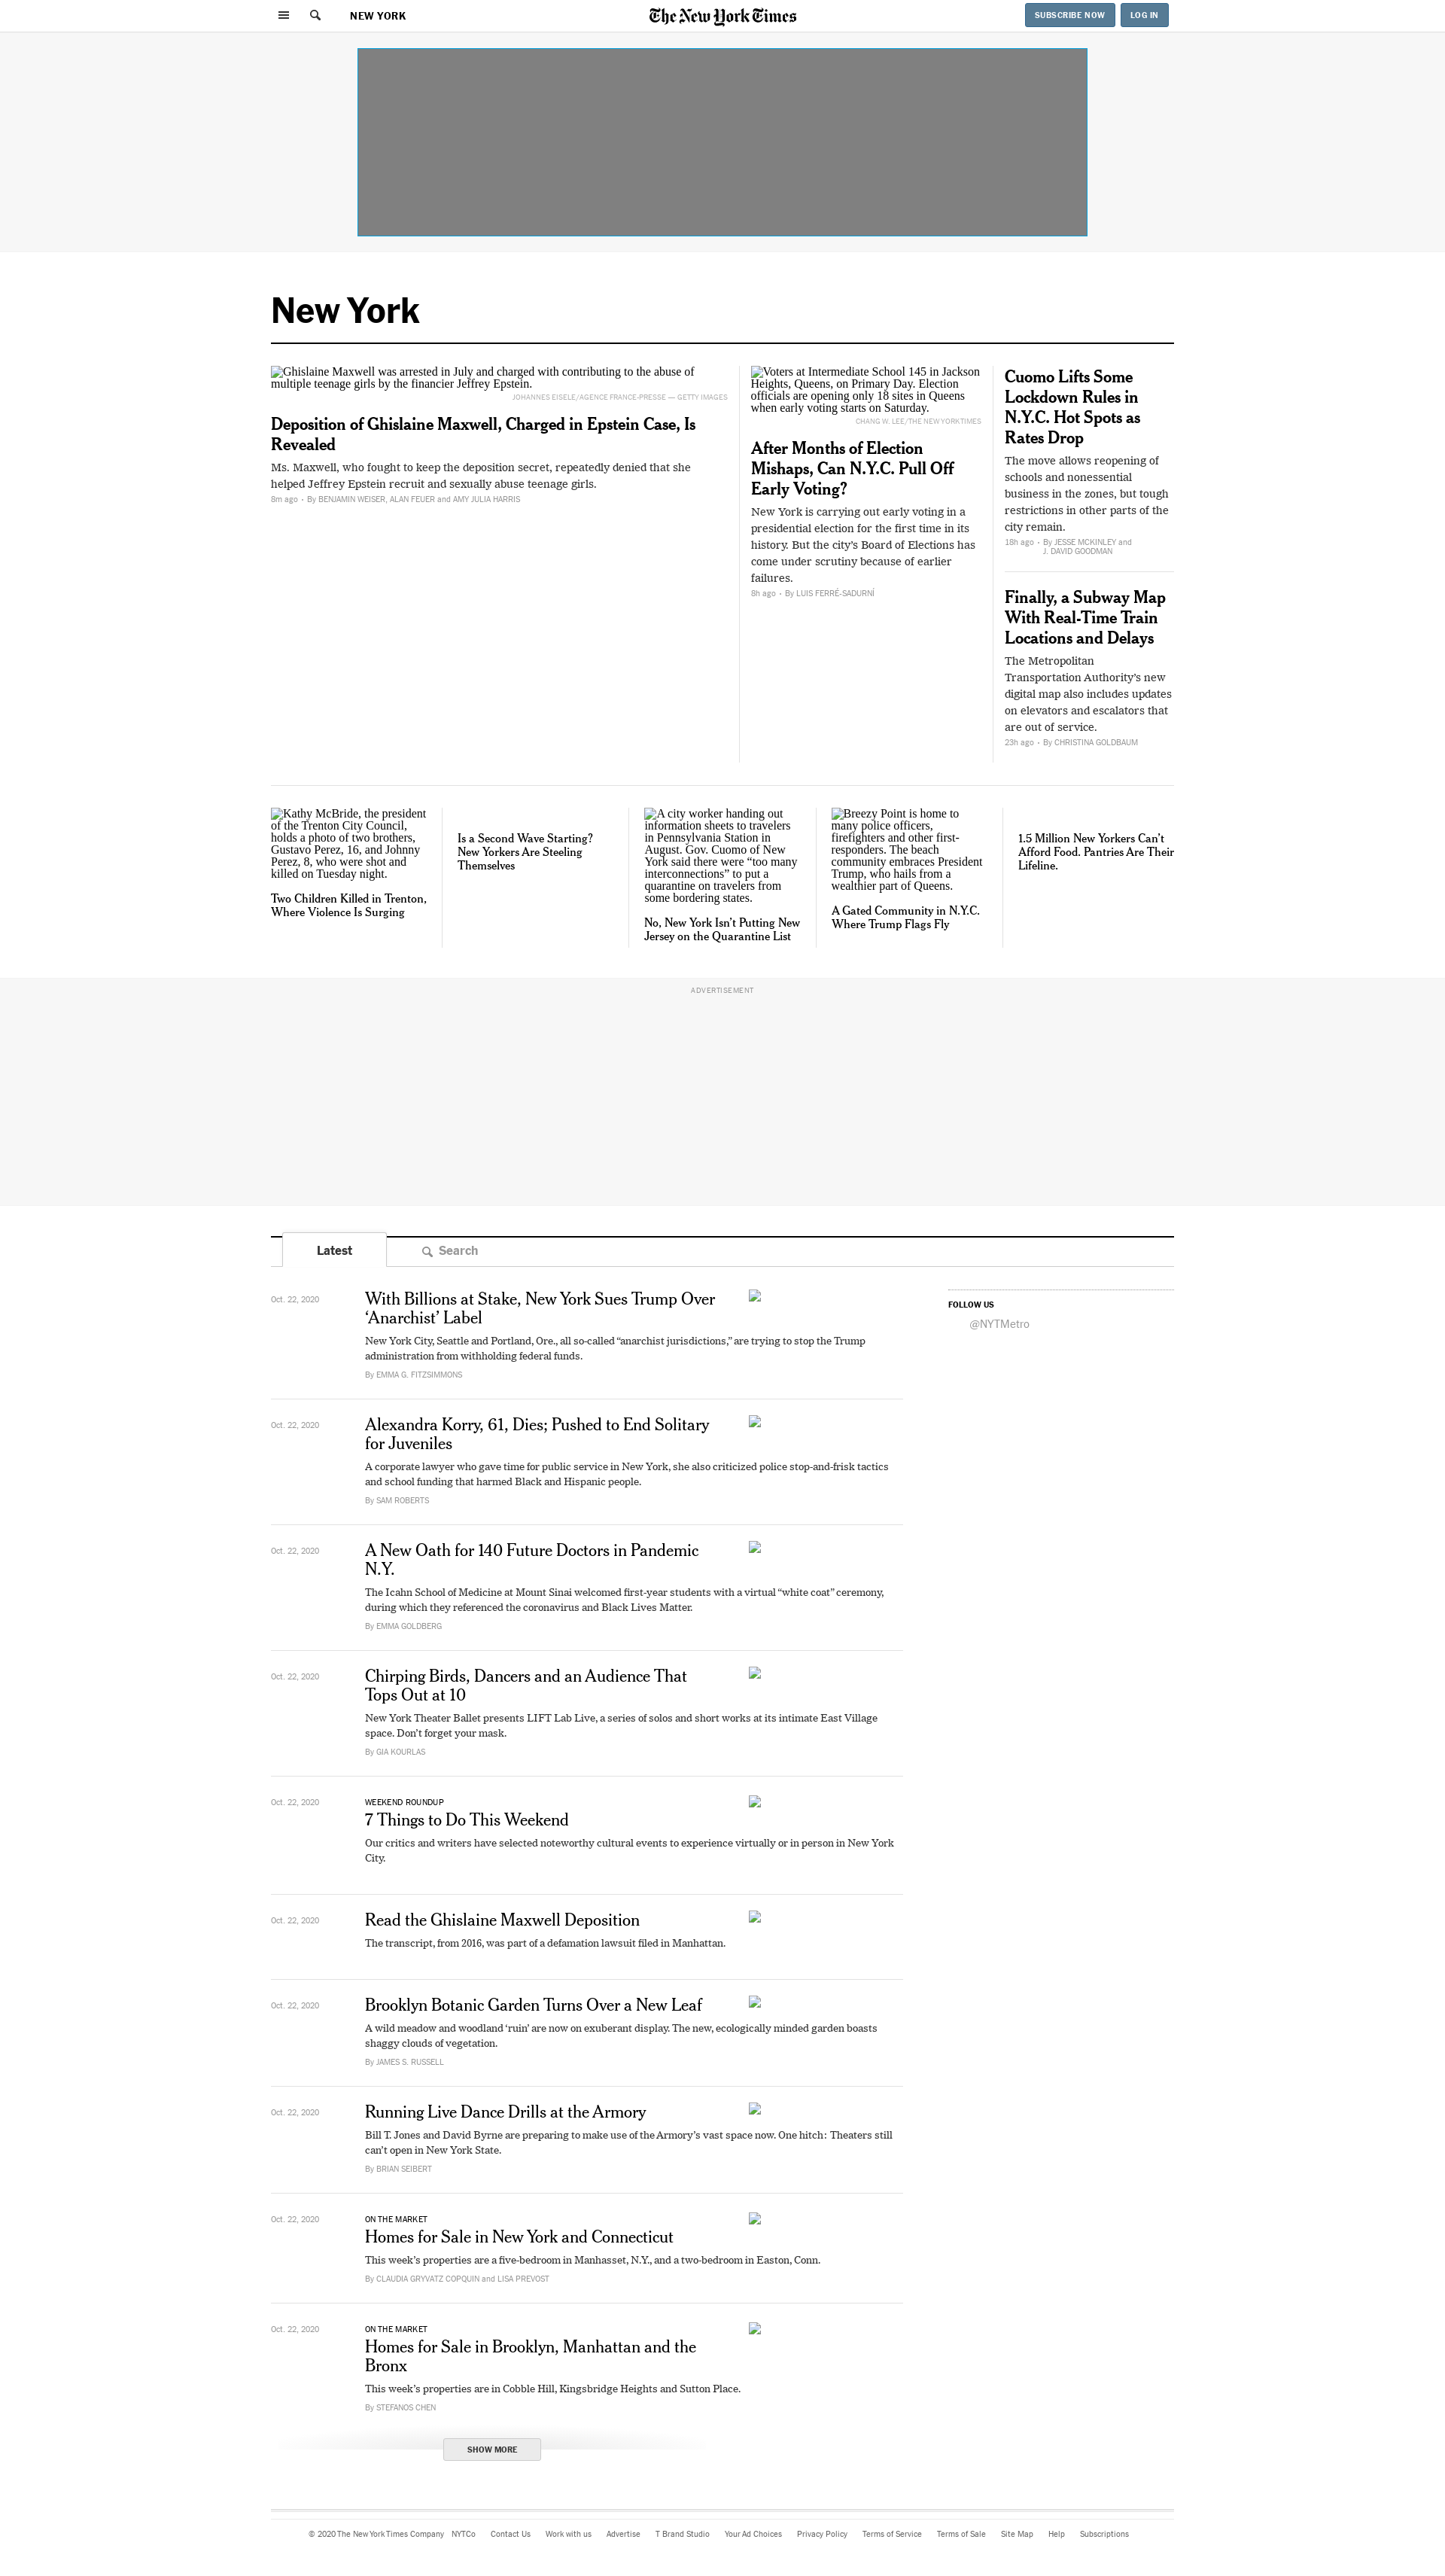 NEW YORK
The New York Times
SUBSCRIBE NOW
LOG IN
New York
Ghislaine Maxwell was arrested in July and charged with contributing to the abuse of
multiple teenage girls by the financier Jeffrey Epstein.
JOHANNES EISELE/AGENCE FRANCE-PRESSE — GETTY IMAGES
Deposition of Ghislaine Maxwell, Charged in Epstein Case, Is
Revealed
Ms. Maxwell, who fought to keep the deposition secret, repeatedly denied that she
helped Jeffrey Epstein recruit and sexually abuse teenage girls.
8m ago • By BENJAMIN WEISER, ALAN FEUER and AMY JULIA HARRIS
Voters at Intermediate School 145 in Jackson
Heights, Queens, on Primary Day. Election
officials are opening only 18 sites in Queens
when early voting starts on Saturday.
CHANG W. LEE/THE NEW YORK TIMES
After Months of Election
Mishaps, Can N.Y.C. Pull Off
Early Voting?
New York is carrying out early voting in a
presidential election for the first time in its
history. But the city’s Board of Elections has
come under scrutiny because of earlier
failures.
8h ago • By LUIS FERRÉ-SADURNÍ
Cuomo Lifts Some
Lockdown Rules in
N.Y.C. Hot Spots as
Rates Drop
The move allows reopening of
schools and nonessential
business in the zones, but tough
restrictions in other parts of the
city remain.
18h ago • By JESSE MCKINLEY and
J. DAVID GOODMAN
Finally, a Subway Map
With Real-Time Train
Locations and Delays
The Metropolitan
Transportation Authority’s new
digital map also includes updates
on elevators and escalators that
are out of service.
23h ago • By CHRISTINA GOLDBAUM
Kathy McBride, the president
of the Trenton City Council,
holds a photo of two brothers,
Gustavo Perez, 16, and Johnny
Perez, 8, who were shot and
killed on Tuesday night.
Two Children Killed in Trenton,
Where Violence Is Surging
Is a Second Wave Starting?
New Yorkers Are Steeling
Themselves
A city worker handing out
information sheets to travelers
in Pennsylvania Station in
August. Gov. Cuomo of New
York said there were “too many
interconnections” to put a
quarantine on travelers from
some bordering states.
No, New York Isn’t Putting New
Jersey on the Quarantine List
Breezy Point is home to
many police officers,
firefighters and other first-
responders. The beach
community embraces President
Trump, who hails from a
wealthier part of Queens.
A Gated Community in N.Y.C.
Where Trump Flags Fly
1.5 Million New Yorkers Can’t
Afford Food. Pantries Are Their
Lifeline.
ADVERTISEMENT
Latest
Search
Oct. 22, 2020
With Billions at Stake, New York Sues Trump Over
‘Anarchist’ Label
New York City, Seattle and Portland, Ore., all so-called “anarchist jurisdictions,” are trying to stop the Trump
administration from withholding federal funds.
By EMMA G. FITZSIMMONS
FOLLOW US
@NYTMetro
Oct. 22, 2020
Alexandra Korry, 61, Dies; Pushed to End Solitary
for Juveniles
A corporate lawyer who gave time for public service in New York, she also criticized police stop-and-frisk tactics
and school funding that harmed Black and Hispanic people.
By SAM ROBERTS
Oct. 22, 2020
A New Oath for 140 Future Doctors in Pandemic
N.Y.
The Icahn School of Medicine at Mount Sinai welcomed first-year students with a virtual “white coat” ceremony,
during which they referenced the coronavirus and Black Lives Matter.
By EMMA GOLDBERG
Oct. 22, 2020
Chirping Birds, Dancers and an Audience That
Tops Out at 10
New York Theater Ballet presents LIFT Lab Live, a series of solos and short works at its intimate East Village
space. Don’t forget your mask.
By GIA KOURLAS
Oct. 22, 2020
WEEKEND ROUNDUP
7 Things to Do This Weekend
Our critics and writers have selected noteworthy cultural events to experience virtually or in person in New York
City.
Oct. 22, 2020
Read the Ghislaine Maxwell Deposition
The transcript, from 2016, was part of a defamation lawsuit filed in Manhattan.
Oct. 22, 2020
Brooklyn Botanic Garden Turns Over a New Leaf
A wild meadow and woodland ‘ruin’ are now on exuberant display. The new, ecologically minded garden boasts
shaggy clouds of vegetation.
By JAMES S. RUSSELL
Oct. 22, 2020
Running Live Dance Drills at the Armory
Bill T. Jones and David Byrne are preparing to make use of the Armory’s vast space now. One hitch: Theaters still
can’t open in New York State.
By BRIAN SEIBERT
Oct. 22, 2020
ON THE MARKET
Homes for Sale in New York and Connecticut
This week’s properties are a five-bedroom in Manhasset, N.Y., and a two-bedroom in Easton, Conn.
By CLAUDIA GRYVATZ COPQUIN and LISA PREVOST
Oct. 22, 2020
ON THE MARKET
Homes for Sale in Brooklyn, Manhattan and the
Bronx
This week’s properties are in Cobble Hill, Kingsbridge Heights and Sutton Place.
By STEFANOS CHEN
SHOW MORE
© 2020 The New York Times Company NYTCo Contact Us Work with us Advertise T Brand Studio Your Ad Choices Privacy Policy Terms of Service Terms of Sale Site Map Help Subscriptions